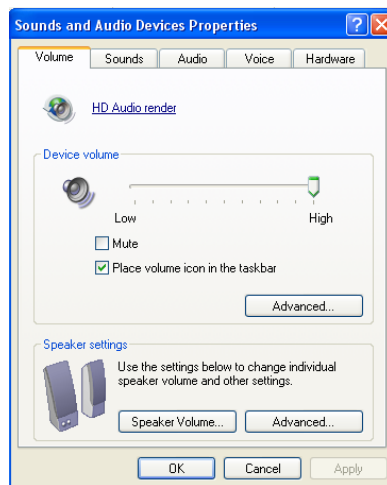 Sounds and Audio Devices Properties
Volume
Sounds
Audio
Voice
Hardware
HD Audio render
Device volume
Low
High
Mute
Place volume icon in the taskbar
Advanced...
Speaker settings
Use the settings below to change individual
speaker volume and other settings.
Speaker Volume...
Advanced...
OK
Cancel
Apply